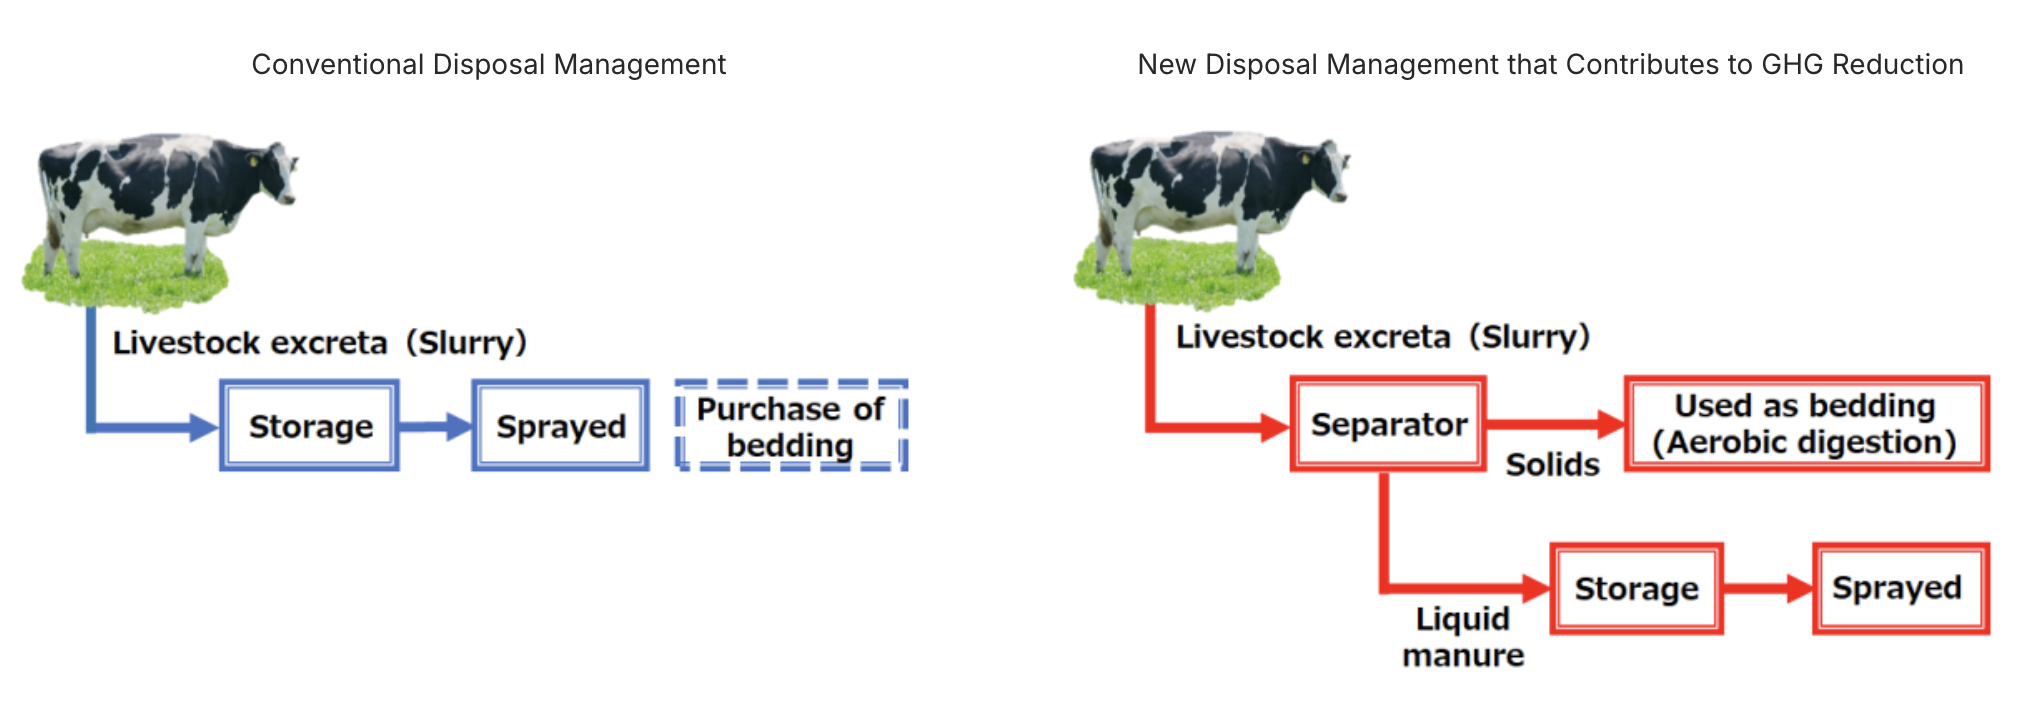 Conventional Disposal Management
Livestock excreta（Slurry）
Storage
Sprayed
Purchase of
bedding
New Disposal Management that Contributes to GHG Reduction
Livestock excreta（Slurry）
Separator
Solids
Used as bedding
(Aerobic digestion)
Liquid
manure
Storage
Sprayed